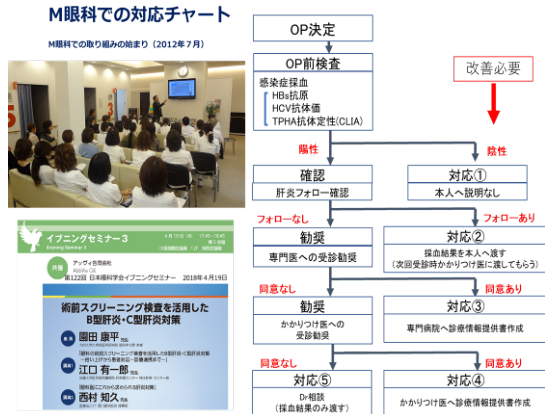 M眼科での対応チャート
M眼科での取り組みの始まり（2012年７月）
OP決定
OP前検査
感染症採血
HBs抗原
HCV抗体価
TPHA抗体定性(CLIA)
改善必要
陽性
陰性
確認
肝炎フォロー確認
対応①
本人へ説明なし
フォローなし
フォローあり
勧奨
専門医への受診勧奨
対応②
採血結果を本人へ渡す
（次回受診時かかりつけ医に渡してもらう）
同意なし
同意あり
勧奨
かかりつけ医への
受診勧奨
対応③
専門病院へ診療情報提供書作成
同意なし
同意あり
対応⑤
Dr相談
（採血結果のみ渡す）
対応④
かかりつけ医へ診療情報提供書作成
イブニングセミナー３
Evening Seminar 3
共催
アッヴィ合同会社
AbbVie GK
第122回 日本眼科学会イブニングセミナー 2018年４月19日
術前スクリーニング検査を活用した
B型肝炎・C型肝炎対策
園田 康平
江口 有一郎
西村 知久